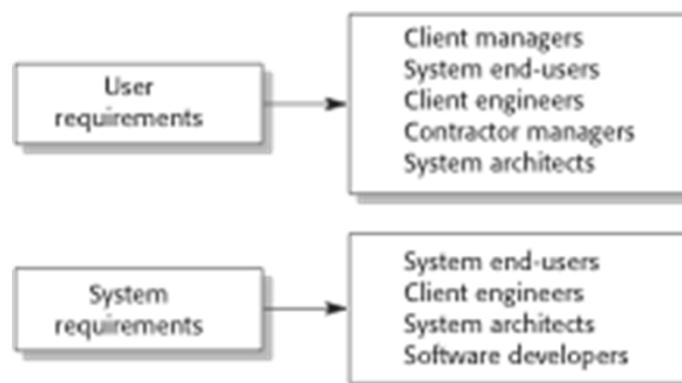 User
requirements
Client managers
System end-users
Client engineers
Contractor managers
System architects
System
requirements
System end-users
Client engineers
System architects
Software developers